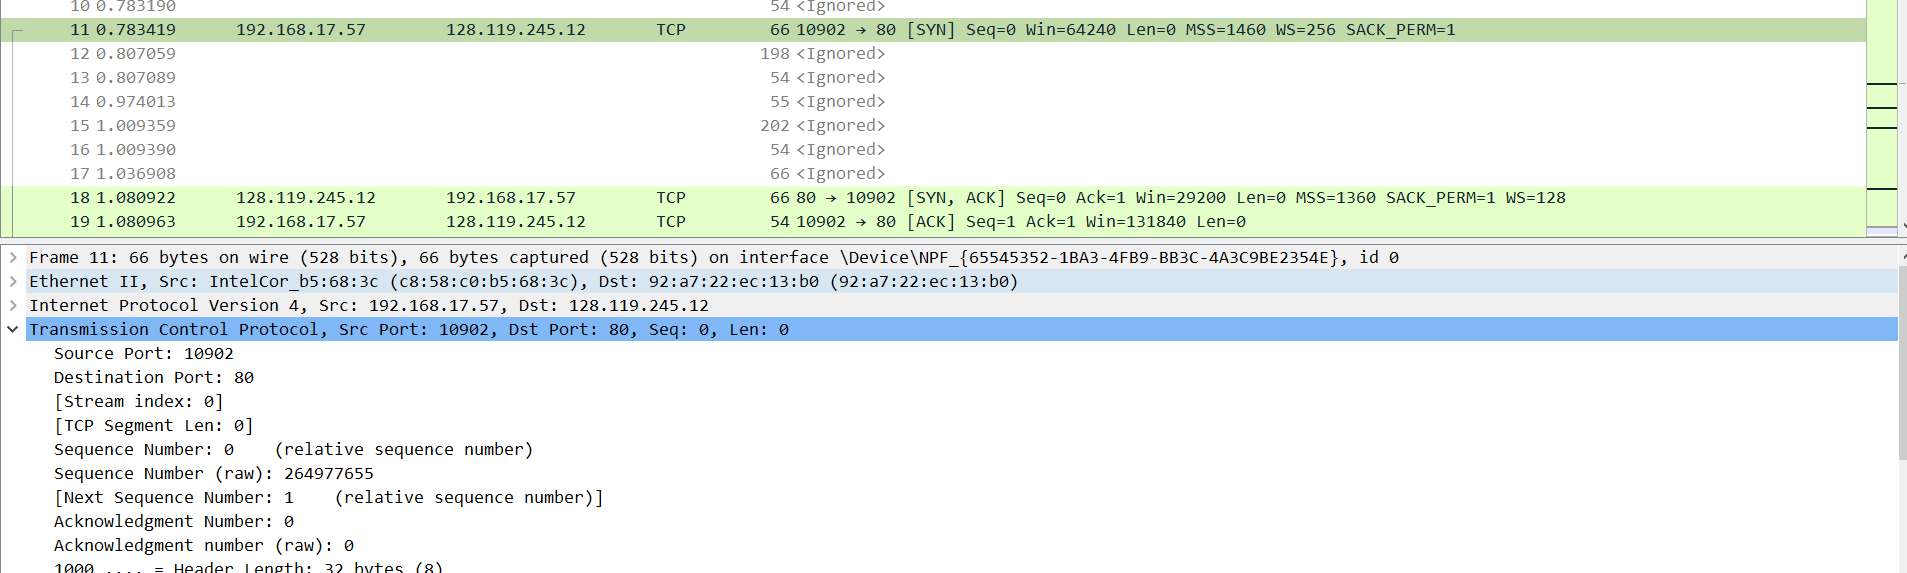 10 0.783190 54 <Ignored>
11 0.783419 192.168.17.57 128.119.245.12 TCP 66 10902 → 80 [SYN] Seq=0 Win=64240 Len=0 MSS=1460 WS=256 SACK_PERM=1
12 0.807059 198 <Ignored>
13 0.807089 54 <Ignored>
14 0.974013 55 <Ignored>
15 1.009359 202 <Ignored>
16 1.009390 54 <Ignored>
17 1.036908 66 <Ignored>
18 1.080922 128.119.245.12 192.168.17.57 TCP 66 80 → 10902 [SYN, ACK] Seq=0 Ack=1 Win=29200 Len=0 MSS=1360 SACK_PERM=1 WS=128
19 1.080963 192.168.17.57 128.119.245.12 TCP 54 10902 → 80 [ACK] Seq=1 Ack=1 Win=131840 Len=0
Frame 11: 66 bytes on wire (528 bits), 66 bytes captured (528 bits) on interface \Device\NPF_{65545352-1BA3-4FB9-BB3C-4A3C9BE2354E}, id 0
Ethernet II, Src: IntelCor_b5:68:3c (c8:58:c0:b5:68:3c), Dst: 92:a7:22:ec:13:b0 (92:a7:22:ec:13:b0)
Internet Protocol Version 4, Src: 192.168.17.57, Dst: 128.119.245.12
Transmission Control Protocol, Src Port: 10902, Dst Port: 80, Seq: 0, Len: 0
Source Port: 10902
Destination Port: 80
[Stream index: 0]
[TCP Segment Len: 0]
Sequence Number: 0 (relative sequence number)
Sequence Number (raw): 264977655
[Next Sequence Number: 1 (relative sequence number)]
Acknowledgment Number: 0
Acknowledgment number (raw): 0
1000 .... = Header Length: 32 bytes (8)